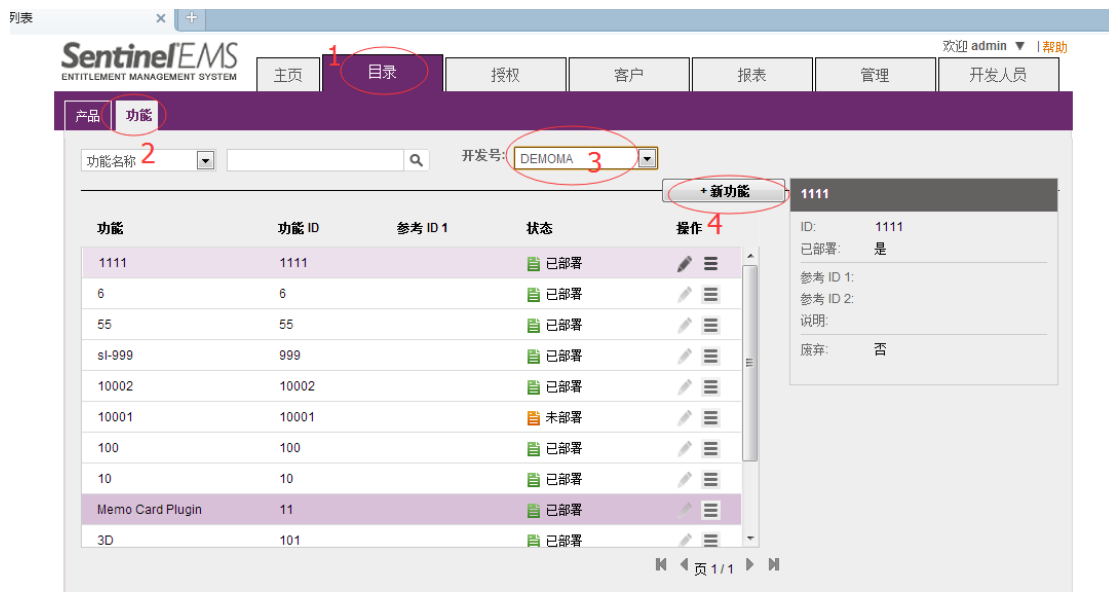 列表 × +
欢迎 admin ▼ | 帮助
Sentinel EMS
ENTITLEMENT MANAGEMENT SYSTEM
主页 1 目录 授权 客户 报表 管理 开发人员
产品 功能
2
功能名称 开发号: DEMOMA 3
+ 新功能
4
功能 功能 ID 参考 ID 1 状态 操作
1111 1111 已部署
6 6 已部署
55 55 已部署
sl-999 999 已部署
10002 10002 已部署
10001 10001 未部署
100 100 已部署
10 10 已部署
Memo Card Plugin 11 已部署
3D 101 已部署
页 1 / 1
1111
ID: 1111
已部署: 是
参考 ID 1:
参考 ID 2:
说明:
废弃: 否